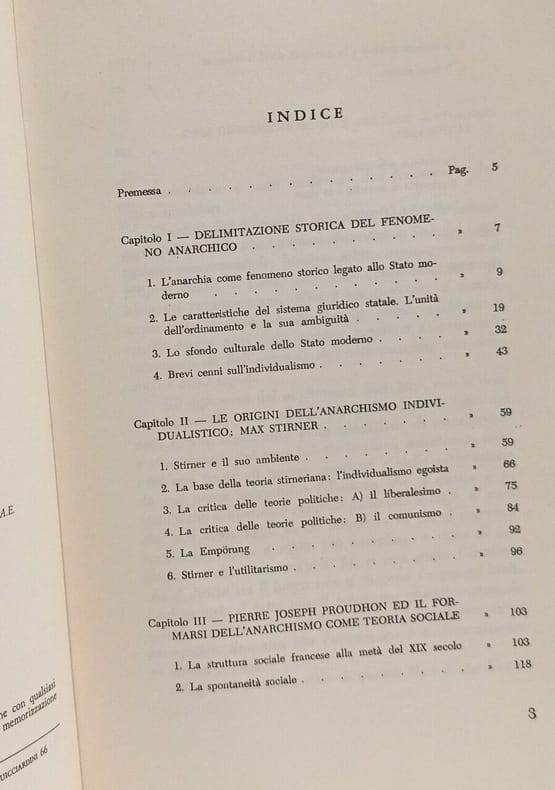 INDICE
Premessa . . . . . . . . . . . . . Pag. 5
Capitolo I — DELIMITAZIONE STORICA DEL FENOME-
NO ANARCHICO . . . . . . . . . » 7
1. L'anarchia come fenomeno storico legato allo Stato mo-
derno . . . . . . . . . . . » 9
2. Le caratteristiche del sistema giuridico statale. L'unità
dell'ordinamento e la sua ambiguità . . . . . » 19
3. Lo sfondo culturale dello Stato moderno . . . . » 32
4. Brevi cenni sull'individualismo . . . . . . » 43
Capitolo II — LE ORIGINI DELL'ANARCHISMO INDIVI-
DUALISTICO: MAX STIRNER . . . . . » 59
1. Stirner e il suo ambiente . . . . . . . » 59
2. La base della teoria stirneriana: l'individualismo egoista » 66
3. La critica delle teorie politiche: A) il liberalesimo . » 75
4. La critica delle teorie politiche: B) il comunismo . » 84
5. La Empörung . . . . . . . . . » 92
6. Stirner e l'utilitarismo . . . . . . . » 96
Capitolo III — PIERRE JOSEPH PROUDHON ED IL FOR-
MARSI DELL'ANARCHISMO COME TEORIA SOCIALE » 103
1. La struttura sociale francese alla metà del XIX secolo » 103
2. La spontaneità sociale . . . . . . . » 118
3
A.E.
ne con qualsiasi
memorizzazione
UICCIARDINI 66